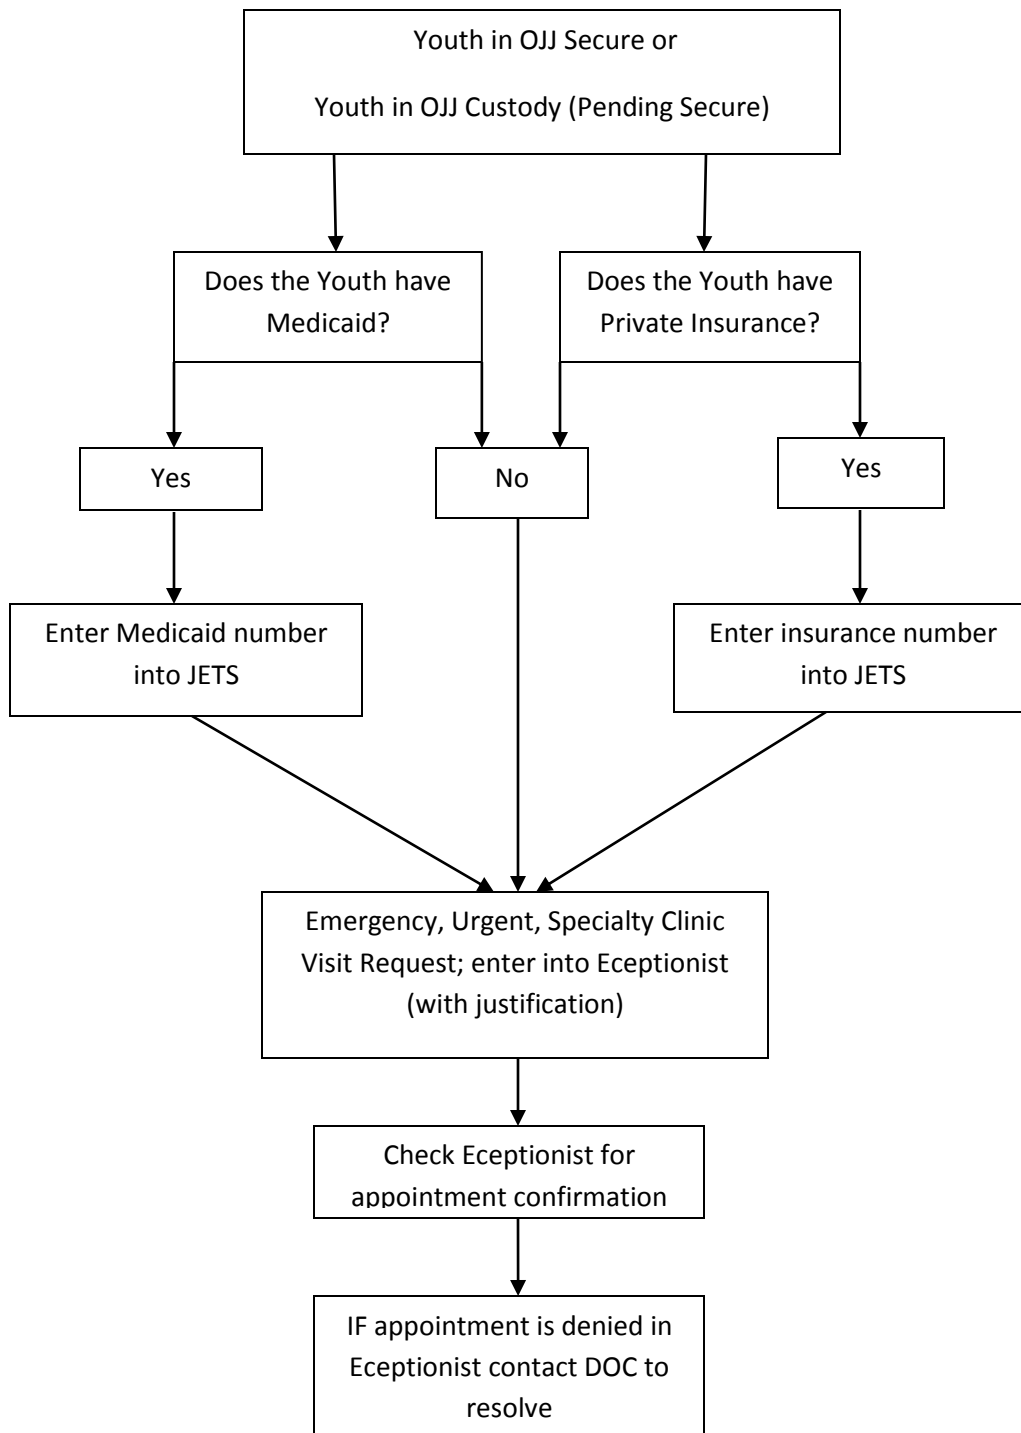 Youth in OJJ Secure or
Youth in OJJ Custody (Pending Secure)
Does the Youth have
Medicaid?
Does the Youth have
Private Insurance?
Yes
No
Yes
Enter Medicaid number
into JETS
Enter insurance number
into JETS
Emergency, Urgent, Specialty Clinic
Visit Request; enter into Eceptionist
(with justification)
Check Eceptionist for
appointment confirmation
IF appointment is denied in
Eceptionist contact DOC to
resolve